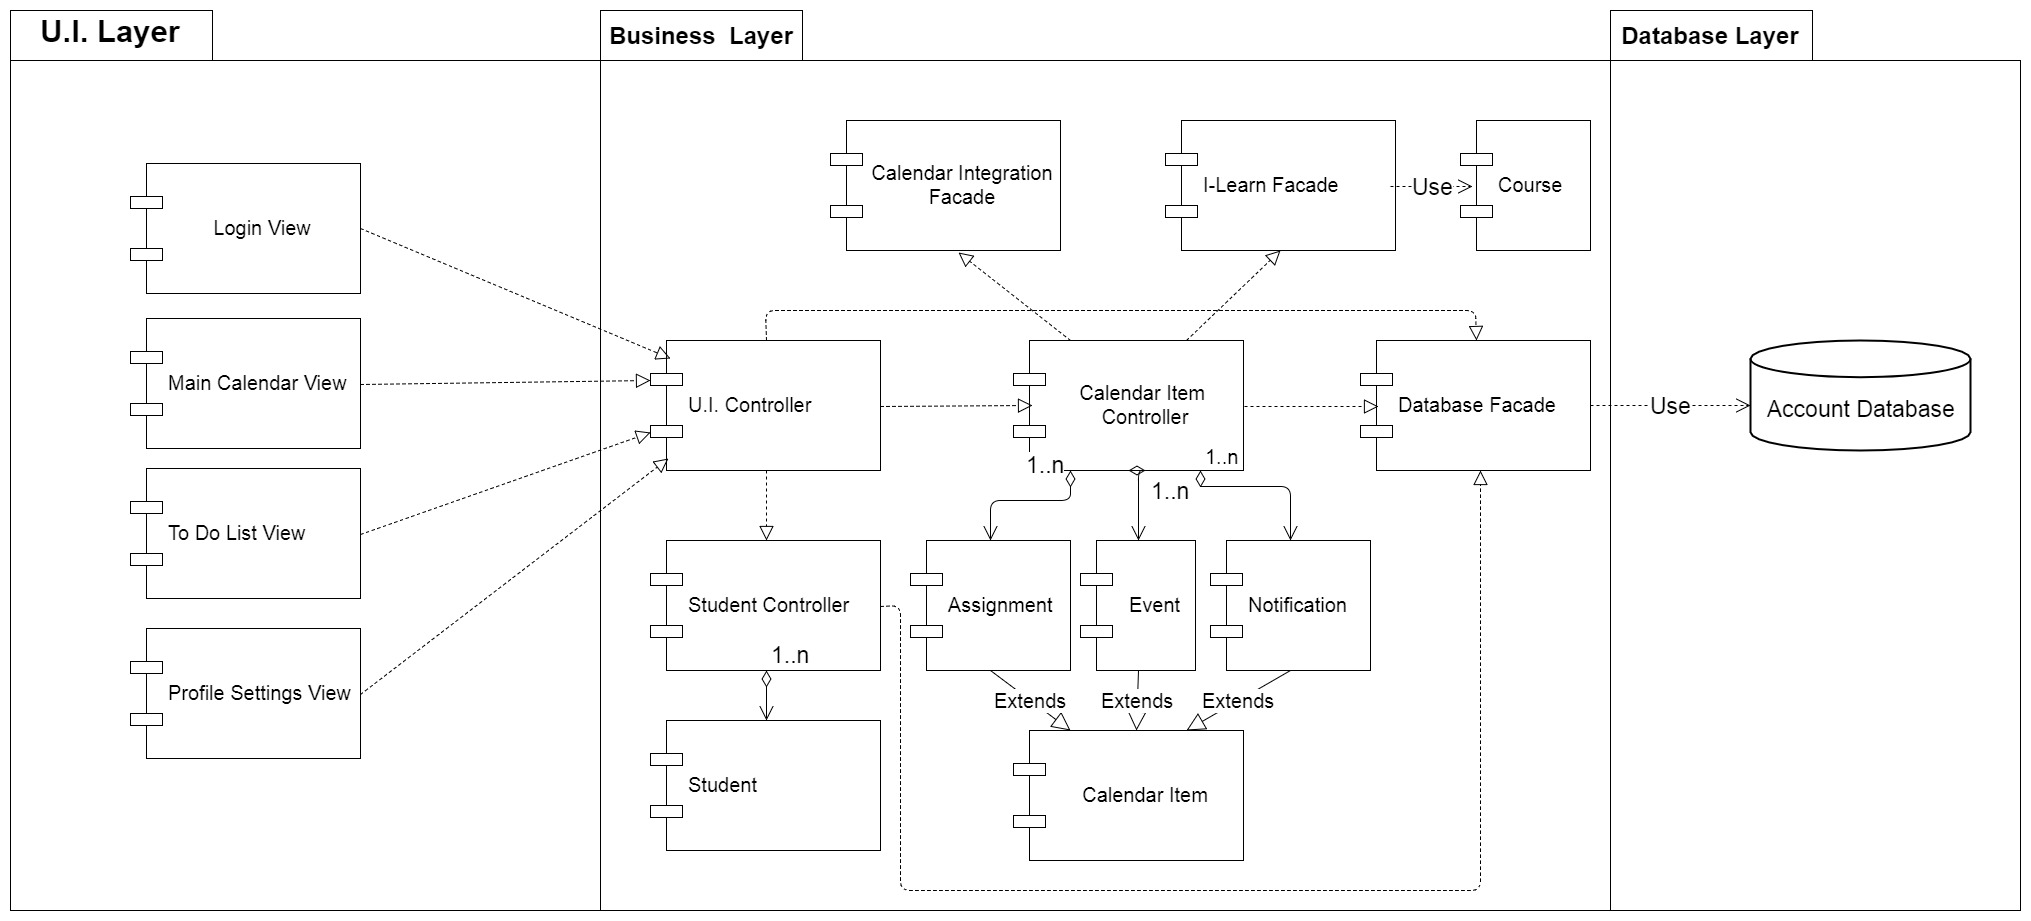 U.I. Layer
Business  Layer
Database Layer
Calendar Integration
Facade
I-Learn Facade
Use
Course
Login View
Main Calendar View
To Do List View
Profile Settings View
U.I. Controller
Calendar Item
Controller
Database Facade
Use
Account Database
1..n
1..n
1..n
Student Controller
1..n
Assignment
Event
Notification
Extends
Extends
Extends
Student
Calendar Item